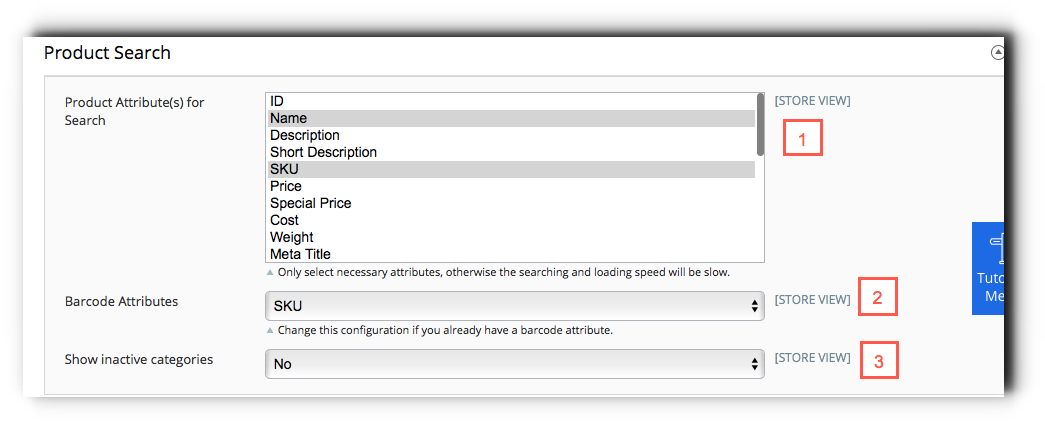 Product Search
Product Attribute(s) for
Search
ID
Name
Description
Short Description
SKU
Price
Special Price
Cost
Weight
Meta Title
[STORE VIEW]
1
Only select necessary attributes, otherwise the searching and loading speed will be slow.
Barcode Attributes
SKU
[STORE VIEW]
2
Change this configuration if you already have a barcode attribute.
Show inactive categories
No
[STORE VIEW]
3
Tuto
Me